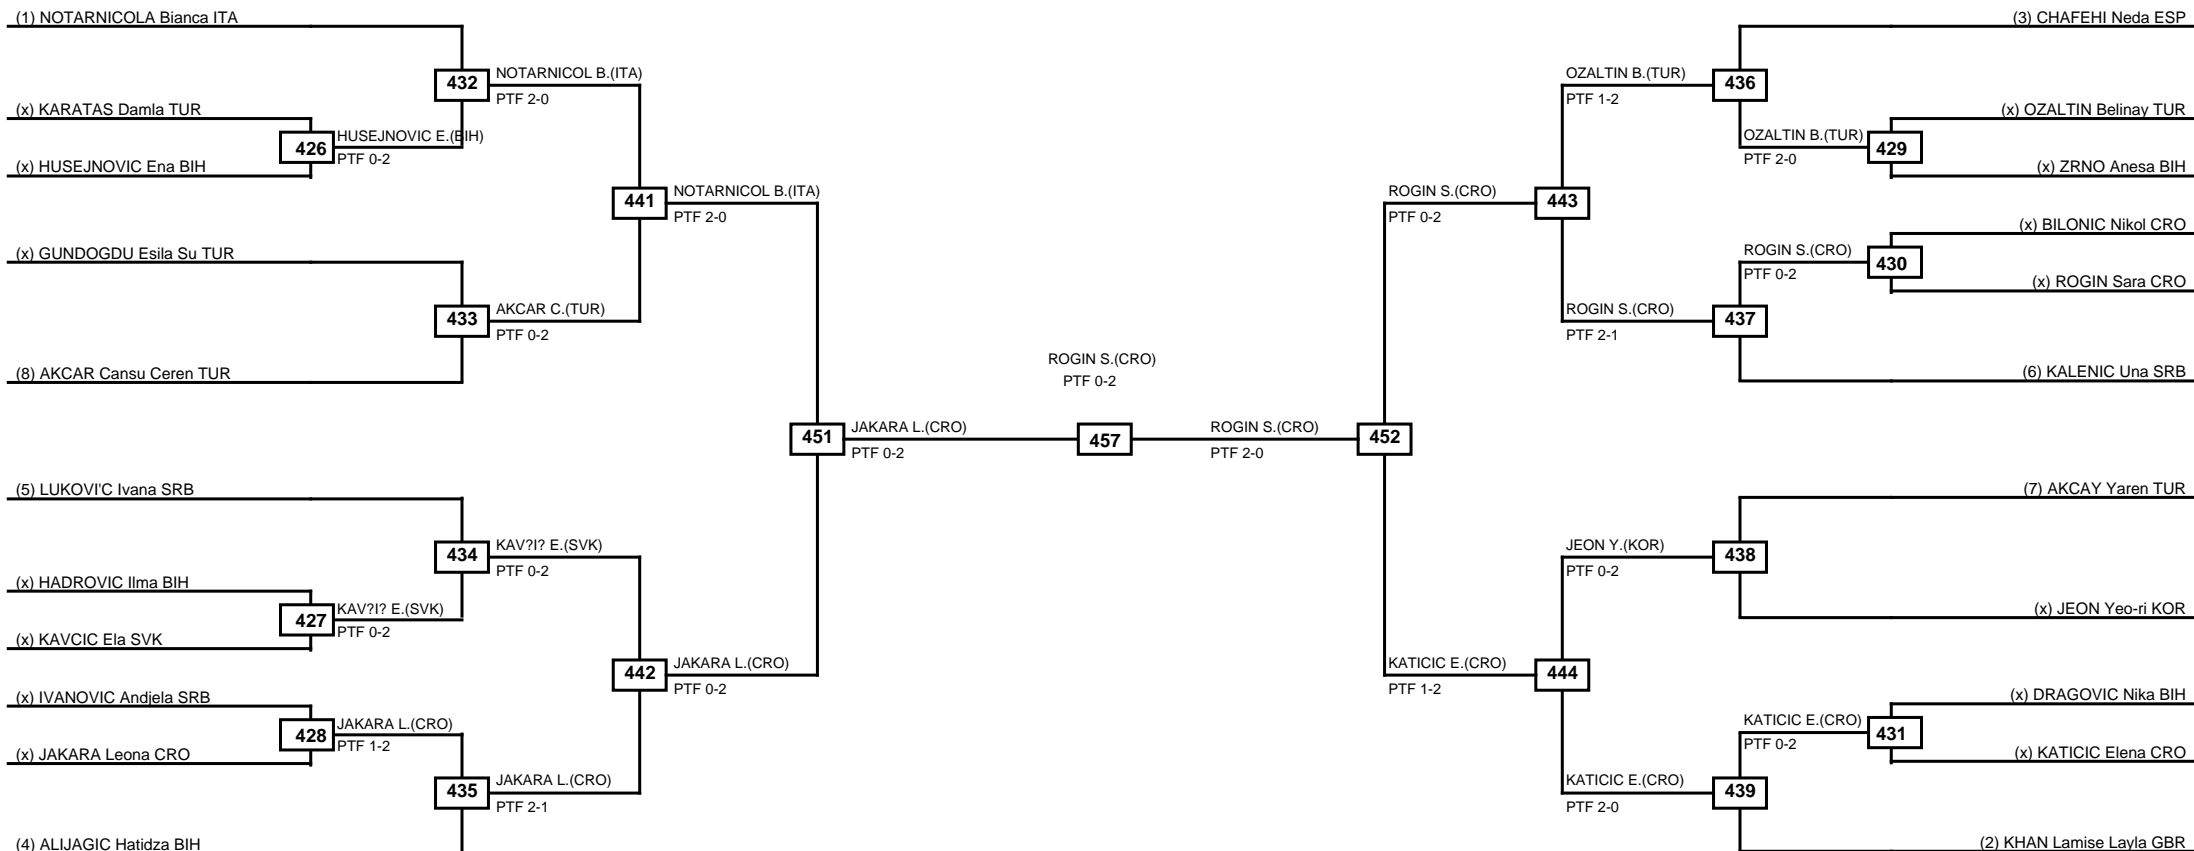 (1) NOTARNICOLA Bianca ITA
432
NOTARNICOL B.(ITA)
PTF 2-0
(x) KARATAS Damla TUR
426
HUSEJNOVIC E.(BIH)
PTF 0-2
(x) HUSEJNOVIC Ena BIH
441
NOTARNICOL B.(ITA)
PTF 2-0
(x) GUNDOGDU Esila Su TUR
433
AKCAR C.(TUR)
PTF 0-2
(8) AKCAR Cansu Ceren TUR
451
JAKARA L.(CRO)
PTF 0-2
(5) LUKOVI'C Ivana SRB
434
KAV?I? E.(SVK)
PTF 0-2
(x) HADROVIC Ilma BIH
427
KAV?I? E.(SVK)
PTF 0-2
(x) KAVCIC Ela SVK
442
JAKARA L.(CRO)
PTF 0-2
(x) IVANOVIC Andjela SRB
428
JAKARA L.(CRO)
PTF 1-2
(x) JAKARA Leona CRO
435
JAKARA L.(CRO)
PTF 2-1
(4) ALIJAGIC Hatidza BIH
ROGIN S.(CRO)
PTF 0-2
457
(3) CHAFEHI Neda ESP
OZALTIN B.(TUR)
PTF 1-2
436
(x) OZALTIN Belinay TUR
OZALTIN B.(TUR)
PTF 2-0
429
(x) ZRNO Anesa BIH
ROGIN S.(CRO)
PTF 0-2
443
(x) BILONIC Nikol CRO
ROGIN S.(CRO)
PTF 0-2
430
(x) ROGIN Sara CRO
ROGIN S.(CRO)
PTF 2-1
437
(6) KALENIC Una SRB
ROGIN S.(CRO)
PTF 2-0
452
(7) AKCAY Yaren TUR
JEON Y.(KOR)
PTF 0-2
438
(x) JEON Yeo-ri KOR
KATICIC E.(CRO)
PTF 1-2
444
(x) DRAGOVIC Nika BIH
KATICIC E.(CRO)
PTF 0-2
431
(x) KATICIC Elena CRO
KATICIC E.(CRO)
PTF 2-0
439
(2) KHAN Lamise Layla GBR